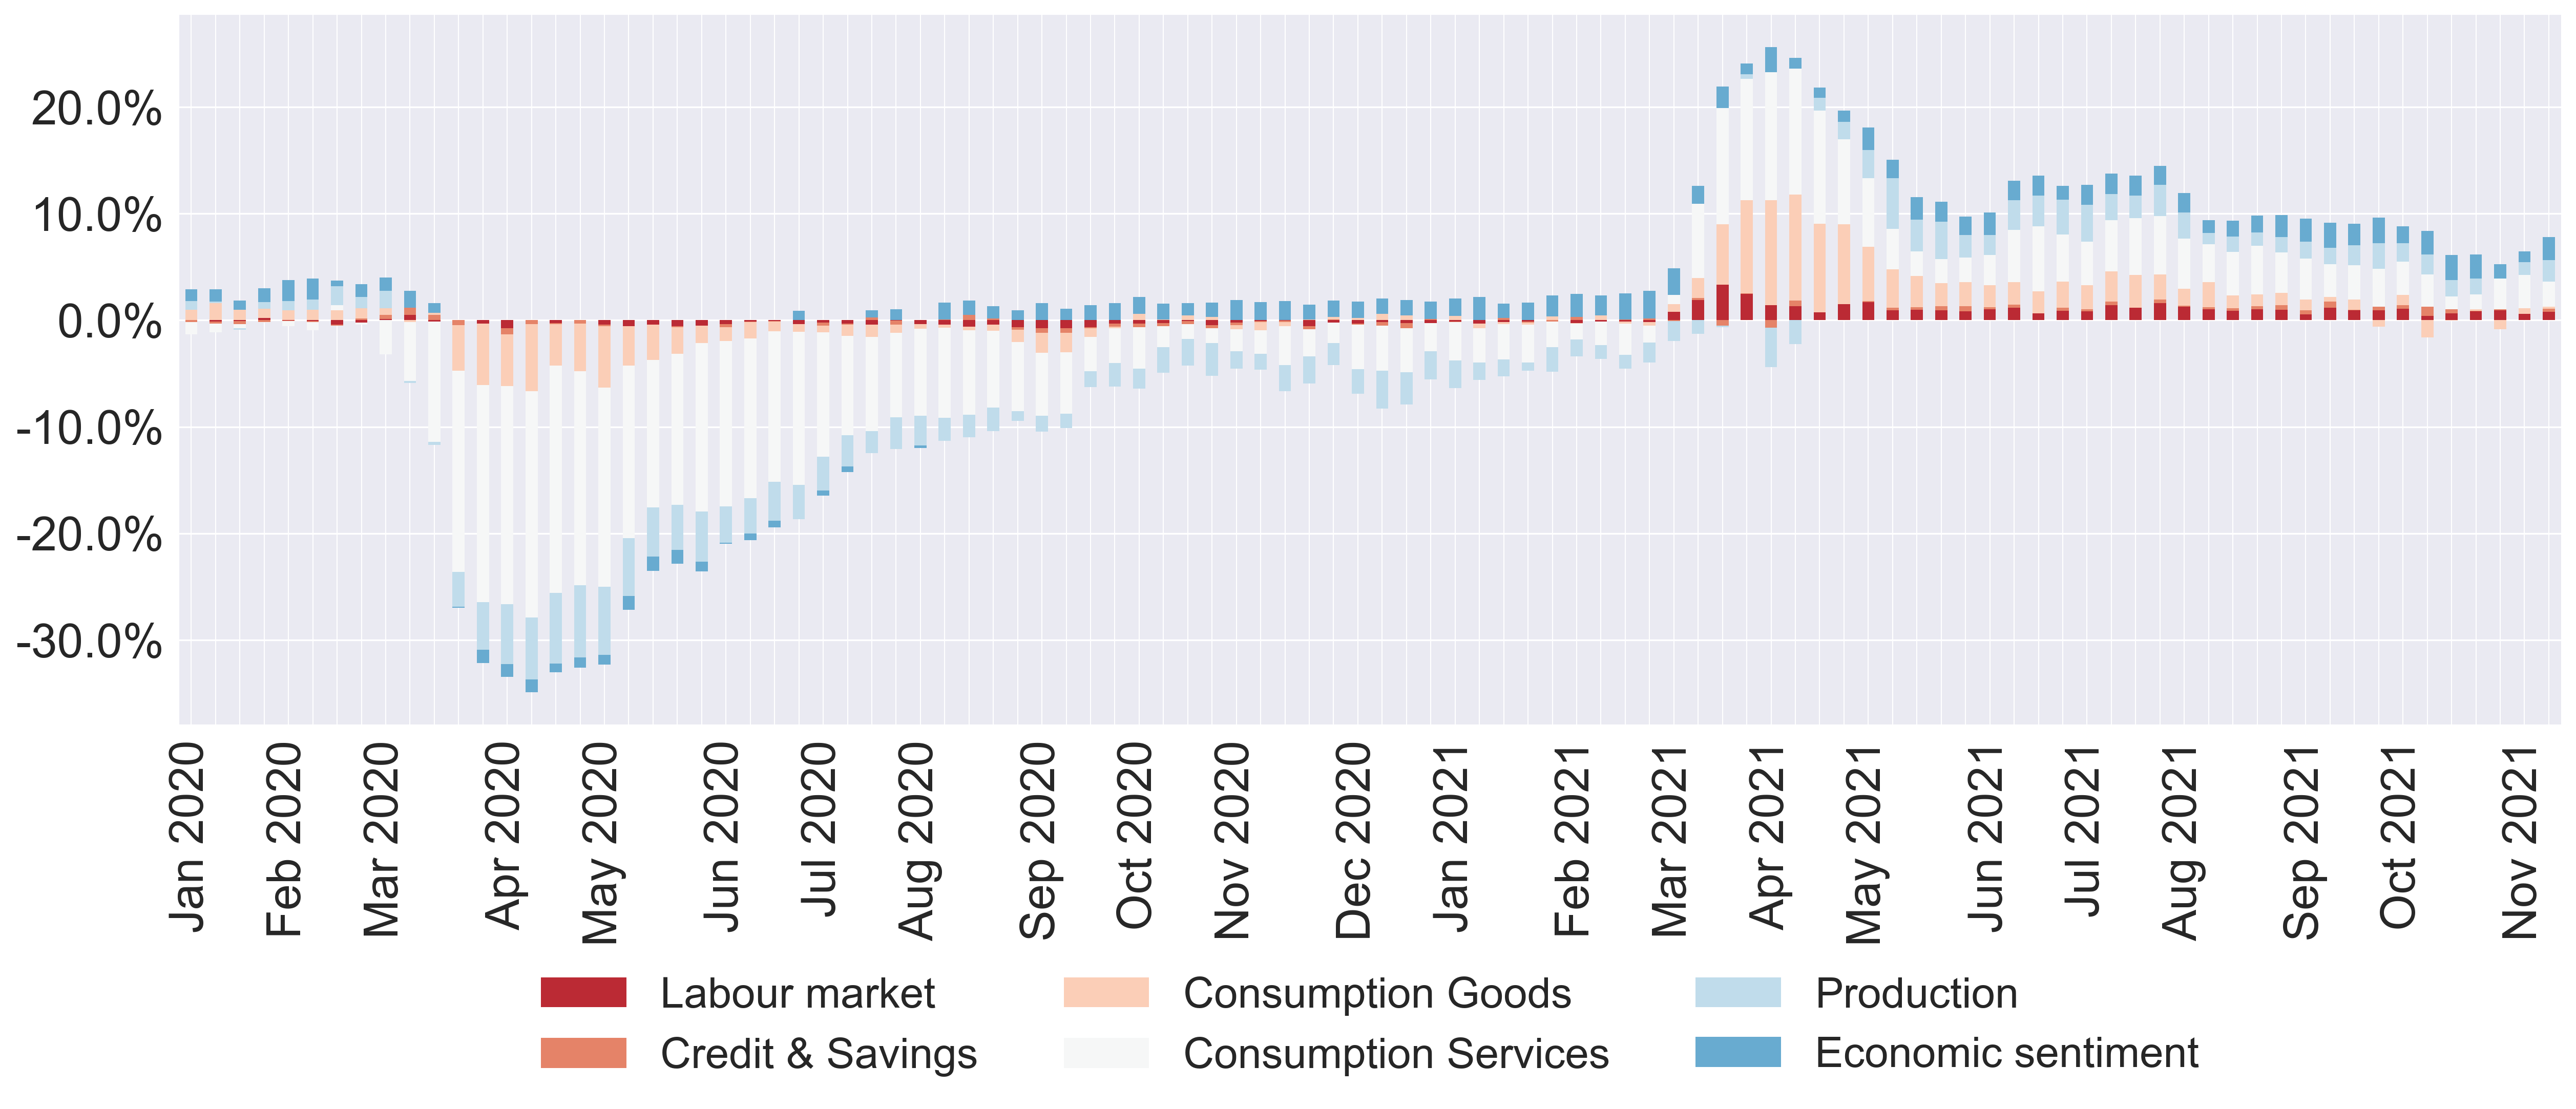 20.0%
10.0%
0.0%
-10.0%
-20.0%
-30.0%
Jan 2020
Feb 2020
Mar 2020
Apr 2020
May 2020
Jun 2020
Jul 2020
Aug 2020
Sep 2020
Oct 2020
Nov 2020
Dec 2020
Jan 2021
Feb 2021
Mar 2021
Apr 2021
May 2021
Jun 2021
Jul 2021
Aug 2021
Sep 2021
Oct 2021
Nov 2021
Labour market
Consumption Goods
Production
Credit & Savings
Consumption Services
Economic sentiment